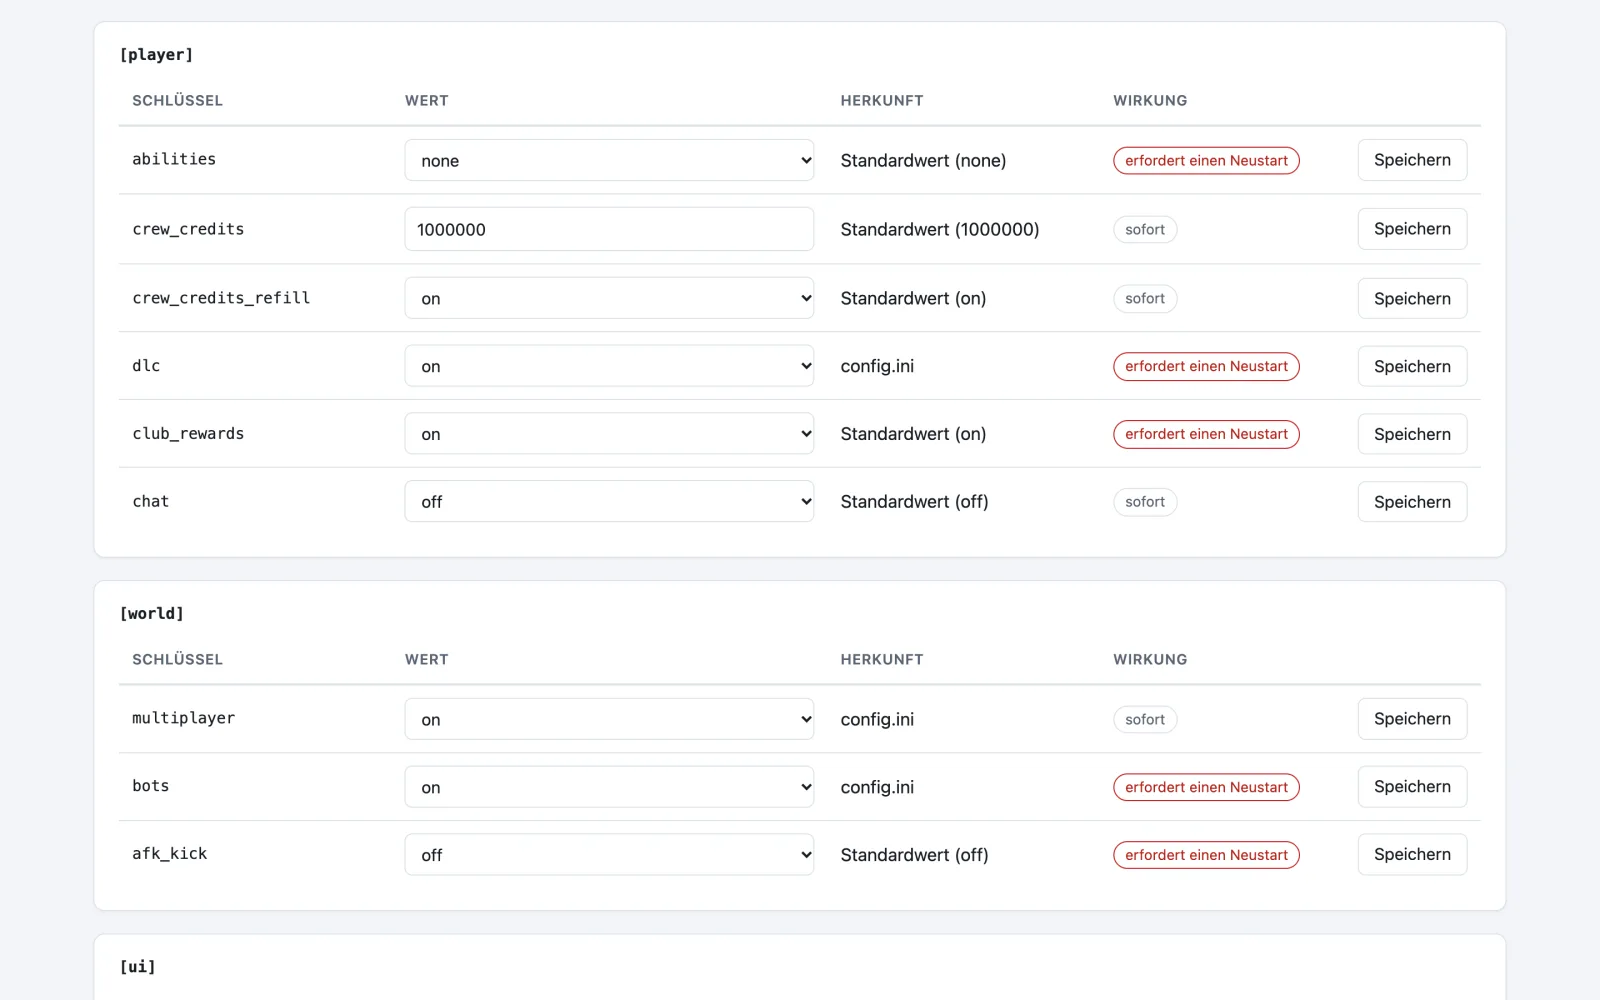 [player]
SCHLÜSSEL WERT HERKUNFT WIRKUNG
abilities none Standardwert (none) erfordert einen Neustart Speichern
crew_credits 1000000 Standardwert (1000000) sofort Speichern
crew_credits_refill on Standardwert (on) sofort Speichern
dlc on config.ini erfordert einen Neustart Speichern
club_rewards on Standardwert (on) erfordert einen Neustart Speichern
chat off Standardwert (off) sofort Speichern
[world]
SCHLÜSSEL WERT HERKUNFT WIRKUNG
multiplayer on config.ini sofort Speichern
bots on config.ini erfordert einen Neustart Speichern
afk_kick off Standardwert (off) erfordert einen Neustart Speichern
[ui]